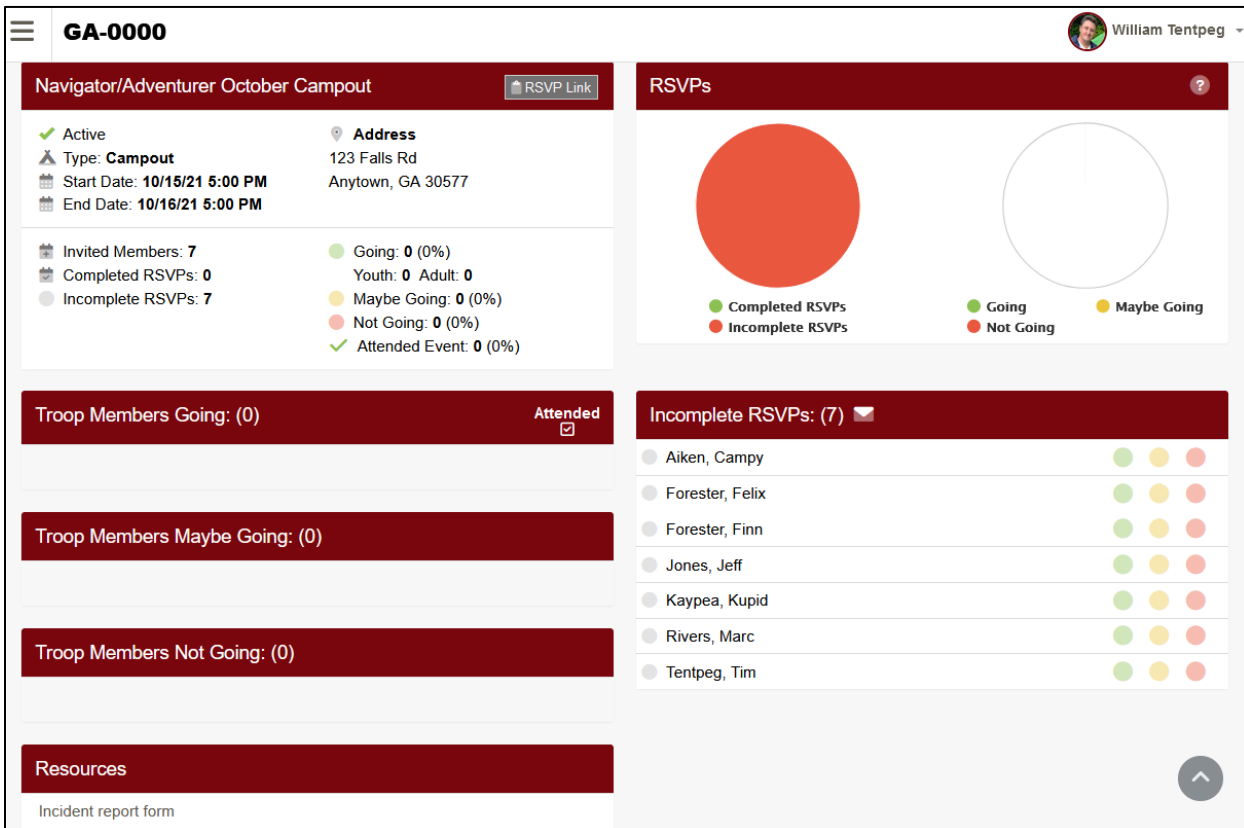 GA-0000
William Tentpeg
Navigator/Adventurer October Campout
RSVP Link
Active
Type: Campout
Start Date: 10/15/21 5:00 PM
End Date: 10/16/21 5:00 PM
Address
123 Falls Rd
Anytown, GA 30577
Invited Members: 7
Completed RSVPs: 0
Incomplete RSVPs: 7
Going: 0 (0%)
Youth: 0 Adult: 0
Maybe Going: 0 (0%)
Not Going: 0 (0%)
Attended Event: 0 (0%)
RSVPs
?
Completed RSVPs
Incomplete RSVPs
Going
Maybe Going
Not Going
Troop Members Going: (0)
Attended
Troop Members Maybe Going: (0)
Troop Members Not Going: (0)
Resources
Incident report form
Incomplete RSVPs: (7)
Aiken, Campy
Forester, Felix
Forester, Finn
Jones, Jeff
Kaypea, Kupid
Rivers, Marc
Tentpeg, Tim